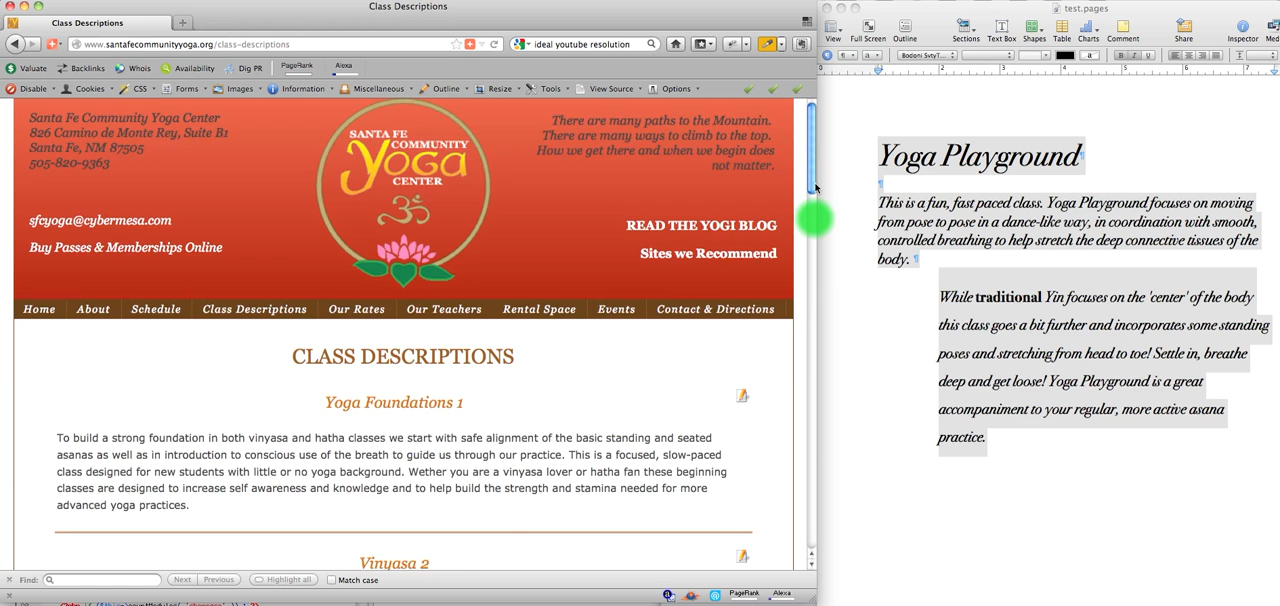 Class Descriptions
Class Descriptions
www.santafecommunityyoga.org/class-descriptions
ideal youtube resolution
Valuate Backlinks Whois Availability Dig PR PageRank Alexa
Disable Cookies CSS Forms Images Information Miscellaneous Outline Resize Tools View Source Options
Santa Fe Community Yoga Center
826 Camino de Monte Rey, Suite B1
Santa Fe, NM 87505
505-820-9363
sfcyoga@cybermesa.com
Buy Passes & Memberships Online
SANTA FE
COMMUNITY
Yoga
CENTER
ॐ
There are many paths to the Mountain.
There are many ways to climb to the top.
How we get there and when we begin does
not matter.
READ THE YOGI BLOG
Sites we Recommend
Home About Schedule Class Descriptions Our Rates Our Teachers Rental Space Events Contact & Directions
CLASS DESCRIPTIONS
Yoga Foundations 1
To build a strong foundation in both vinyasa and hatha classes we start with safe alignment of the basic standing and seated
asanas as well as in introduction to conscious use of the breath to guide us through our practice. This is a focused, slow-paced
class designed for new students with little or no yoga background. Wether you are a vinyasa lover or hatha fan these beginning
classes are designed to increase self awareness and knowledge and to help build the strength and stamina needed for more
advanced yoga practices.
Vinyasa 2
Find: Next Previous Highlight all Match case
PageRank Alexa
test.pages
View Full Screen Outline Sections Text Box Shapes Table Charts Comment Share Inspector
Bodoni SvtyT... a B I U
0 2 3 4 5 6 7
Yoga Playground
This is a fun, fast paced class. Yoga Playground focuses on moving
from pose to pose in a dance-like way, in coordination with smooth,
controlled breathing to help stretch the deep connective tissues of the
body.
While traditional Yin focuses on the 'center' of the body
this class goes a bit further and incorporates some standing
poses and stretching from head to toe! Settle in, breathe
deep and get loose! Yoga Playground is a great
accompaniment to your regular, more active asana
practice.